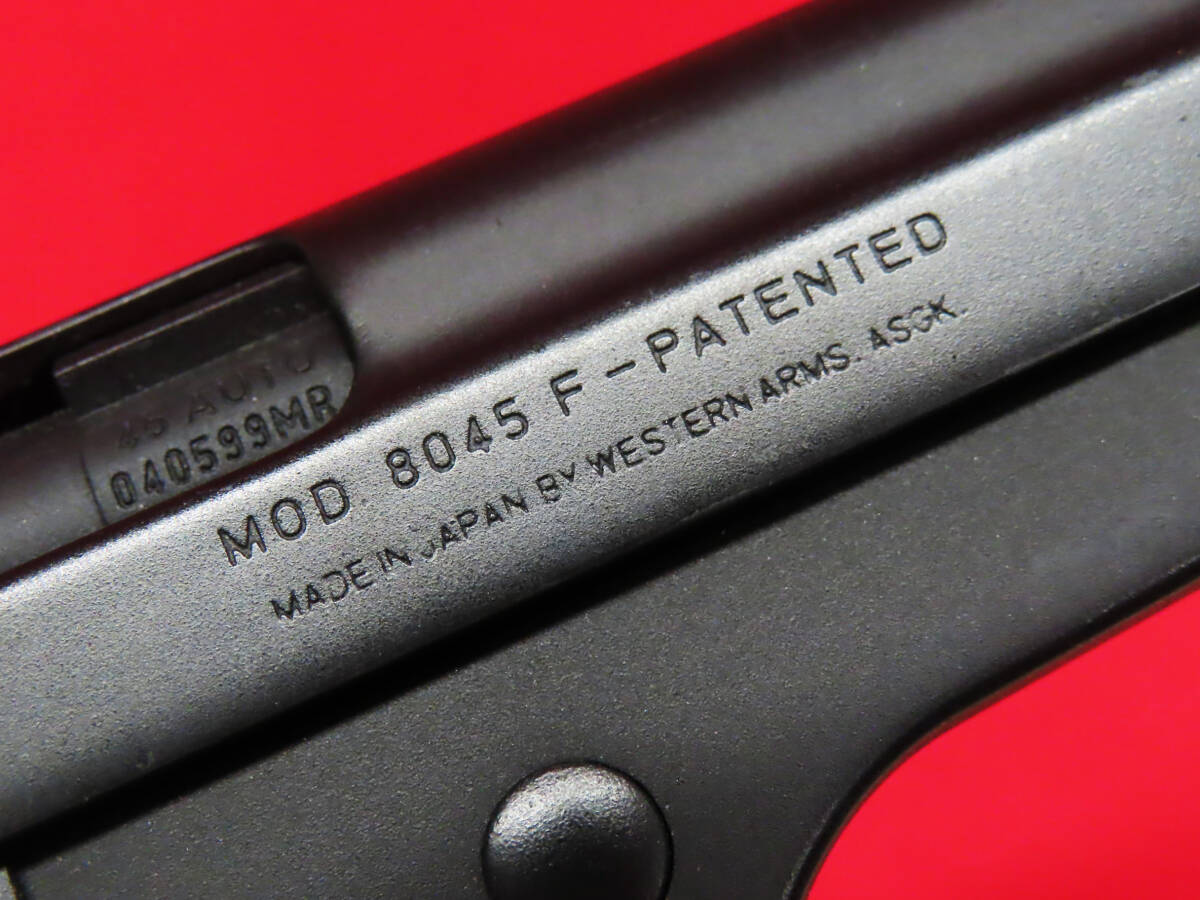 45 AUTO
040599MR
MOD 8045 F - PATENTED
MADE IN JAPAN BY WESTERN ARMS. ASGK.